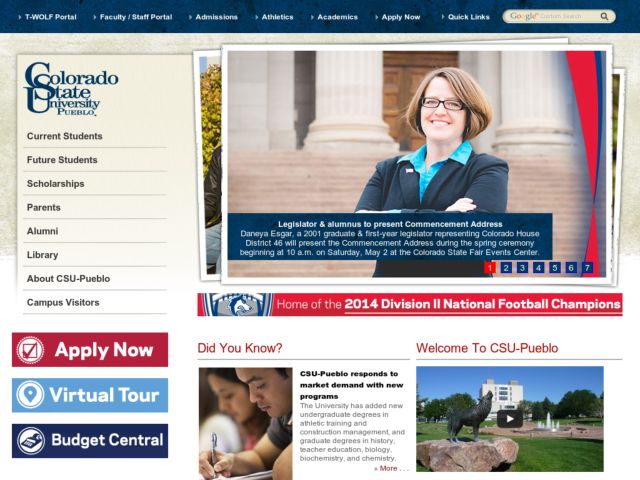 T-WOLF Portal
Faculty / Staff Portal
Admissions
Athletics
Academics
Apply Now
Quick Links
Google Custom Search
Colorado
State
University
PUEBLO
Current Students
Future Students
Scholarships
Parents
Alumni
Library
About CSU-Pueblo
Campus Visitors
Legislator & alumnus to present Commencement Address
Daneya Esgar, a 2001 graduate & first-year legislator representing Colorado House
District 46 will present the Commencement Address during the spring ceremony
beginning at 10 a.m. on Saturday, May 2 at the Colorado State Fair Events Center.
1 2 3 4 5 6 7
Home of the 2014 Division II National Football Champions
Apply Now
Virtual Tour
Budget Central
Did You Know?
CSU-Pueblo responds to
market demand with new
programs
The University has added new
undergraduate degrees in
athletic training and
construction management, and
graduate degrees in history,
teacher education, biology,
biochemistry, and chemistry.
» More . . .
Welcome To CSU-Pueblo